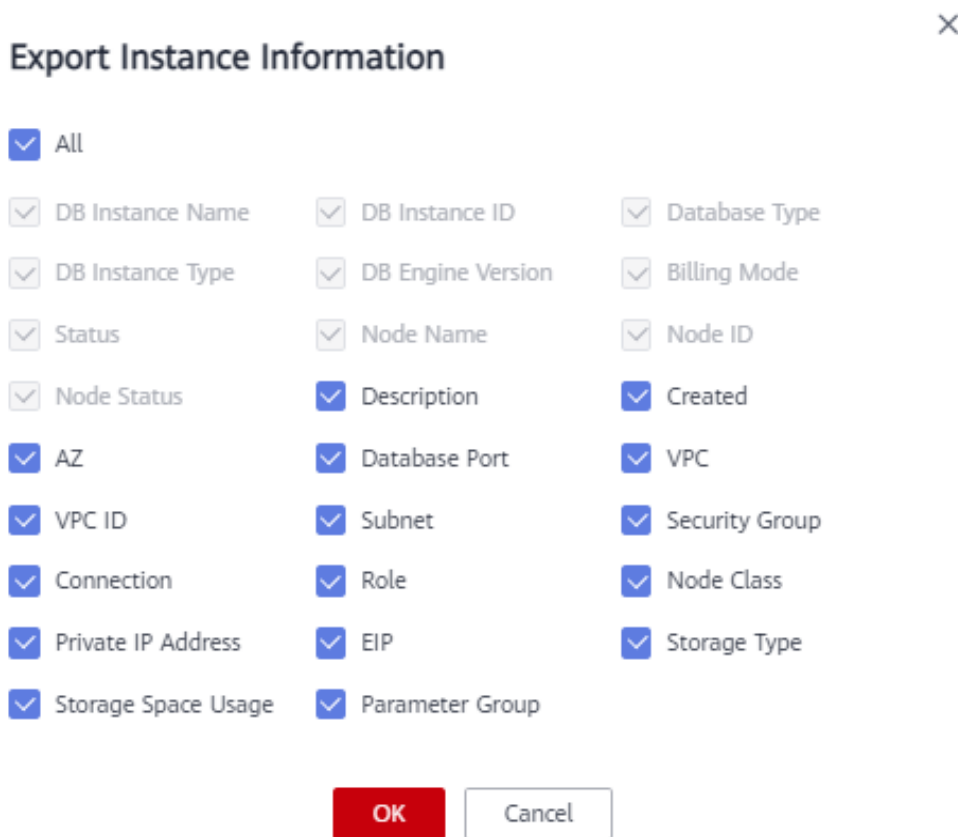 Export Instance Information
All
DB Instance Name DB Instance ID Database Type
DB Instance Type DB Engine Version Billing Mode
Status Node Name Node ID
Node Status Description Created
AZ Database Port VPC
VPC ID Subnet Security Group
Connection Role Node Class
Private IP Address EIP Storage Type
Storage Space Usage Parameter Group
OK Cancel